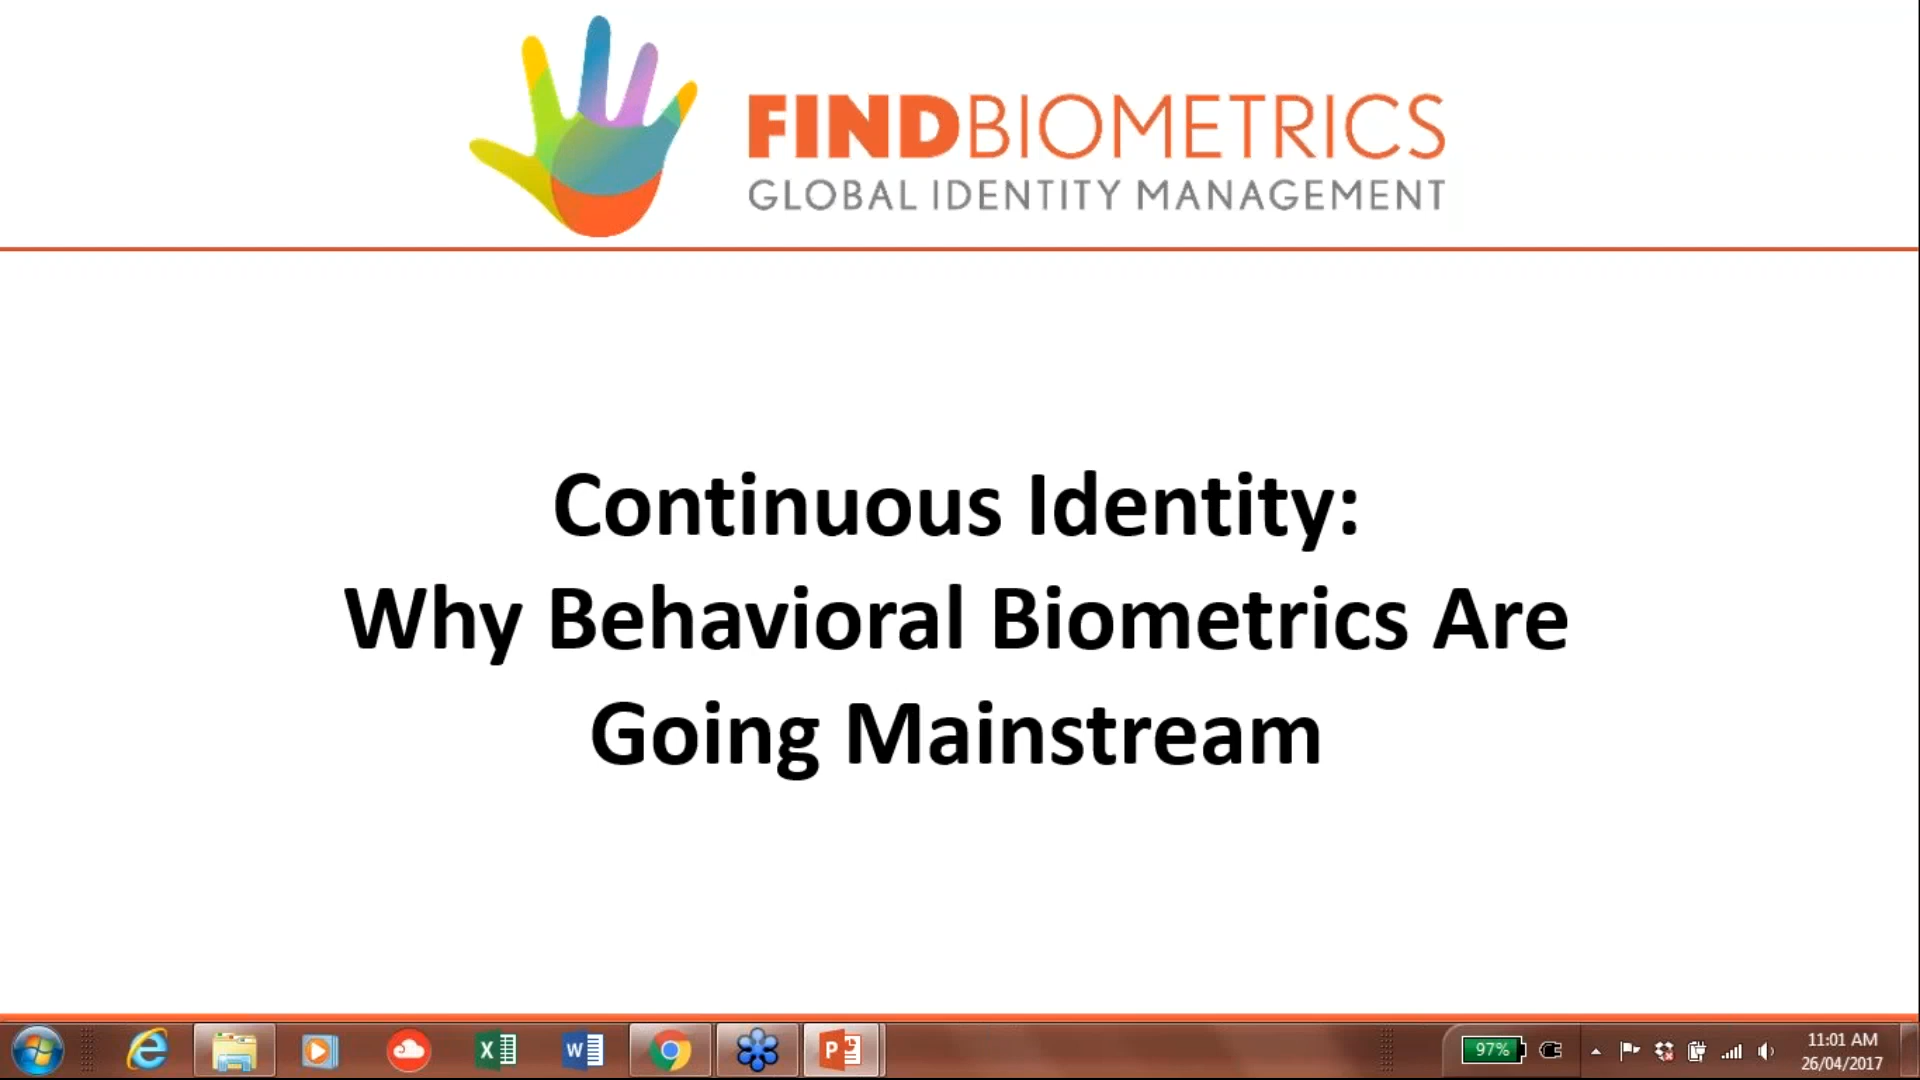 FINDBIOMETRICS
GLOBAL IDENTITY MANAGEMENT
Continuous Identity:
Why Behavioral Biometrics Are
Going Mainstream
97%
11:01 AM
26/04/2017